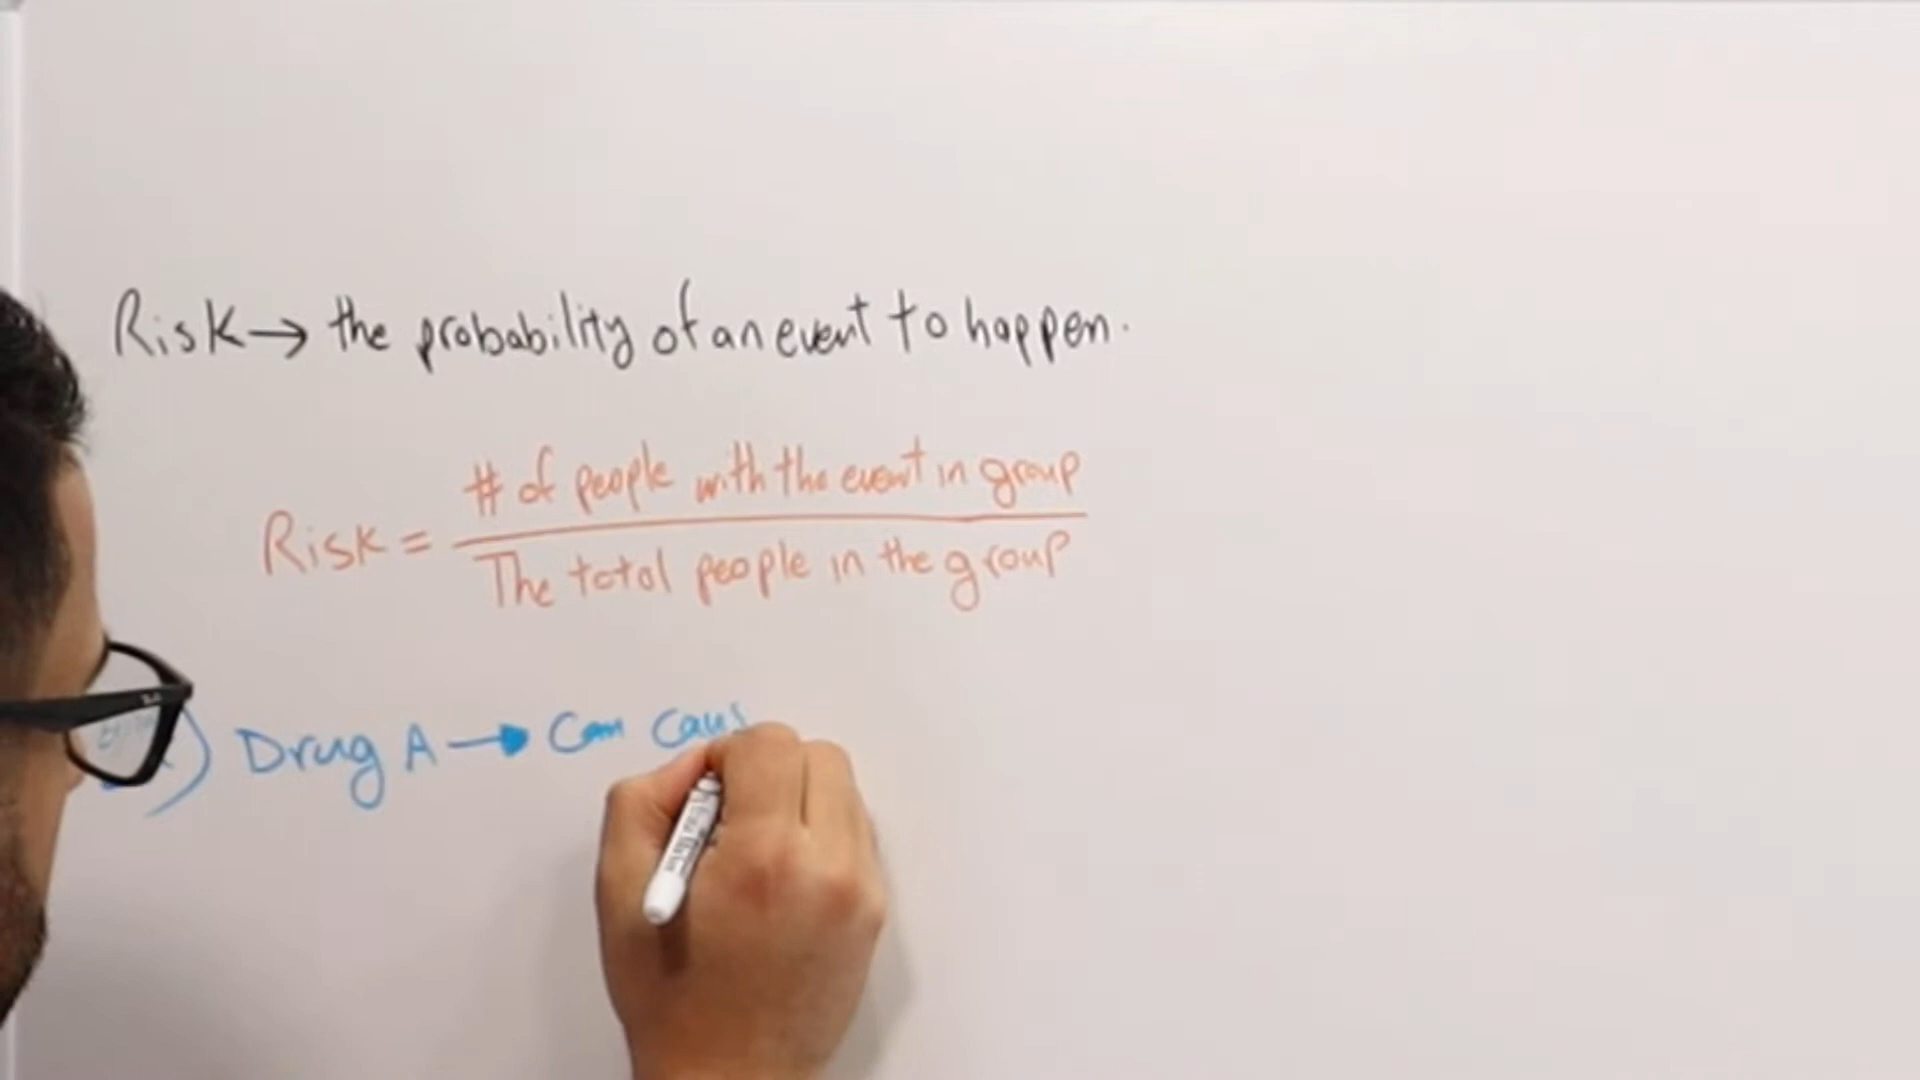 Risk → the probability of an event to happen.
# of people with the event in group
Risk =
The total people in the group
) Drug A → Can Caus